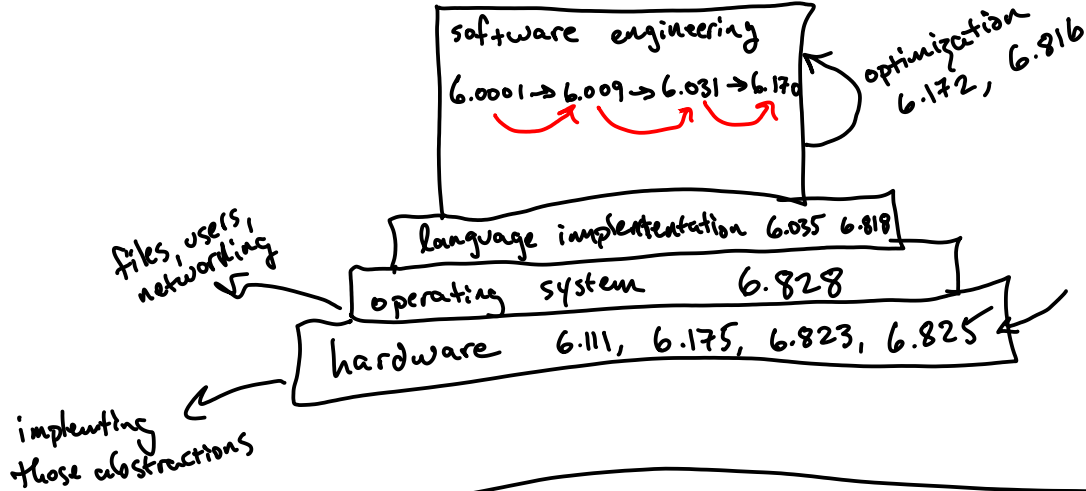 software engineering
6.0001 → 6.009 → 6.031 → 6.170
optimization
6.172, 6.816
language implententation 6.035 6.818
files, users,
networking
operating system 6.828
hardware 6.111, 6.175, 6.823, 6.825
implenting
those abstractions